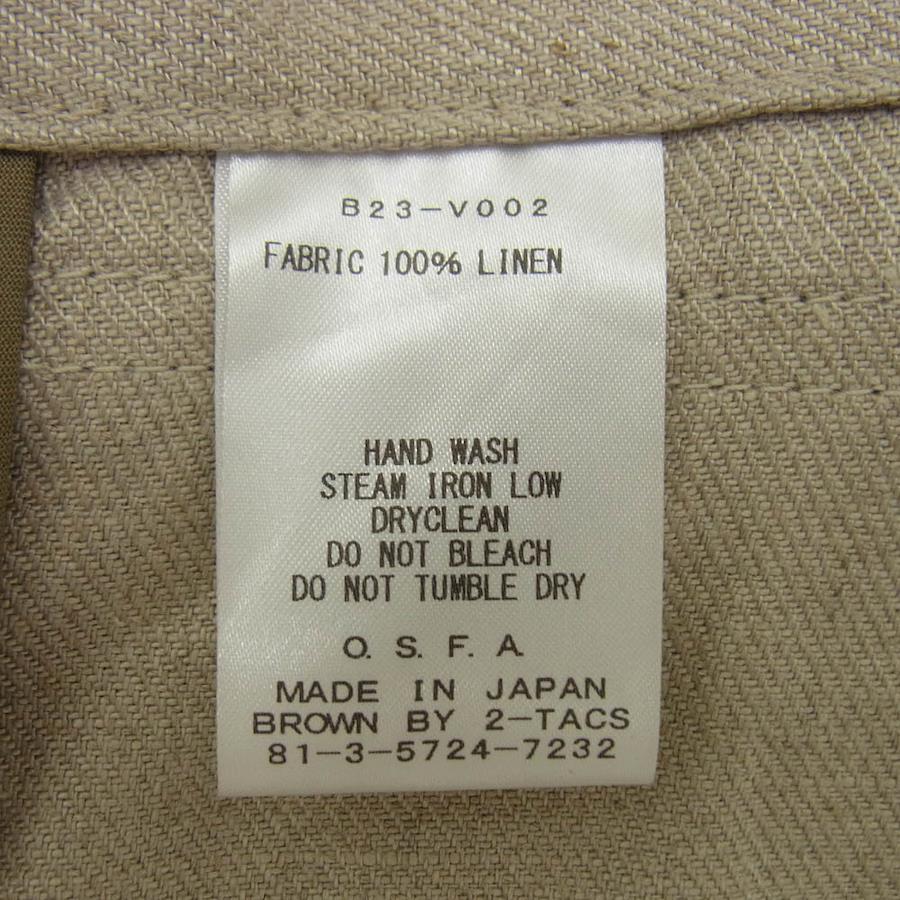 B23-V002
FABRIC 100% LINEN
HAND WASH
STEAM IRON LOW
DRYCLEAN
DO NOT BLEACH
DO NOT TUMBLE DRY
O. S. F. A.
MADE IN JAPAN
BROWN BY 2-TACS
81-3-5724-7232